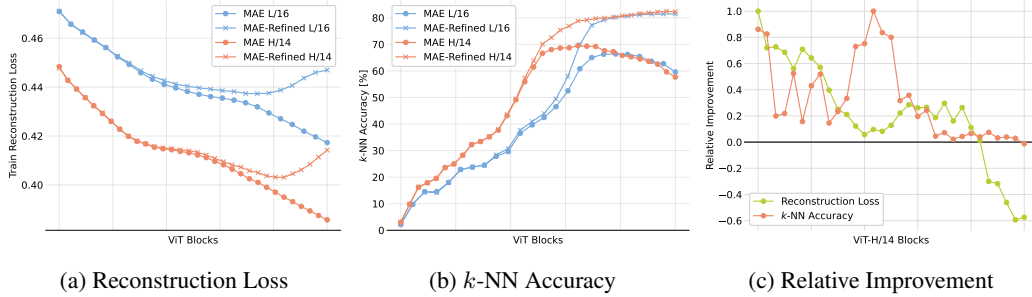 0.46
0.44
0.42
0.40
Train Reconstruction Loss
ViT Blocks
MAE L/16
MAE-Refined L/16
MAE H/14
MAE-Refined H/14
80
70
60
50
40
30
20
10
0
k-NN Accuracy [%]
ViT Blocks
MAE L/16
MAE-Refined L/16
MAE H/14
MAE-Refined H/14
1.0
0.8
0.6
0.4
0.2
0.0
−0.2
−0.4
−0.6
Relative Improvement
ViT-H/14 Blocks
Reconstruction Loss
k-NN Accuracy
(a) Reconstruction Loss
(b) k-NN Accuracy
(c) Relative Improvement